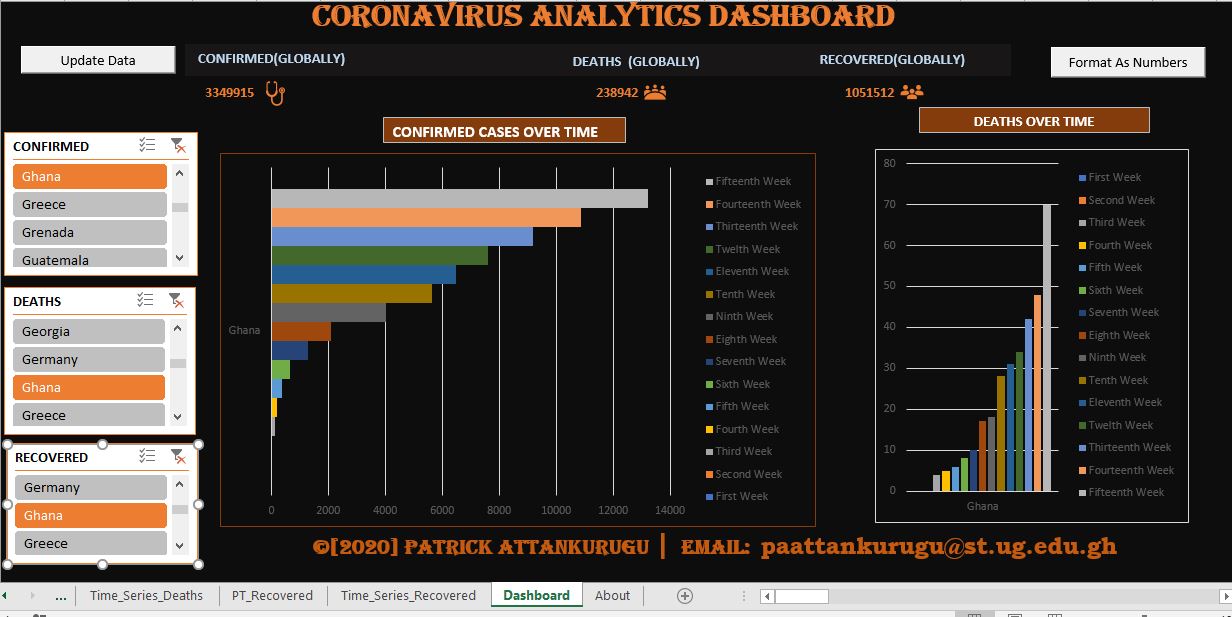 CORONAVIRUS ANALYTICS DASHBOARD
Update Data
CONFIRMED(GLOBALLY)
DEATHS (GLOBALLY)
RECOVERED(GLOBALLY)
Format As Numbers
3349915
238942
1051512
CONFIRMED CASES OVER TIME
DEATHS OVER TIME
CONFIRMED
Ghana
Greece
Grenada
Guatemala
DEATHS
Georgia
Germany
Ghana
Greece
RECOVERED
Germany
Ghana
Greece
Ghana
0 2000 4000 6000 8000 10000 12000 14000
Fifteenth Week
Fourteenth Week
Thirteenth Week
Twelth Week
Eleventh Week
Tenth Week
Ninth Week
Eighth Week
Seventh Week
Sixth Week
Fifth Week
Fourth Week
Third Week
Second Week
First Week
80
70
60
50
40
30
20
10
0
Ghana
First Week
Second Week
Third Week
Fourth Week
Fifth Week
Sixth Week
Seventh Week
Eighth Week
Ninth Week
Tenth Week
Eleventh Week
Twelth Week
Thirteenth Week
Fourteenth Week
Fifteenth Week
©[2020] PATRICK ATTANKURUGU | EMAIL: paattankurugu@st.ug.edu.gh
... Time_Series_Deaths PT_Recovered Time_Series_Recovered Dashboard About